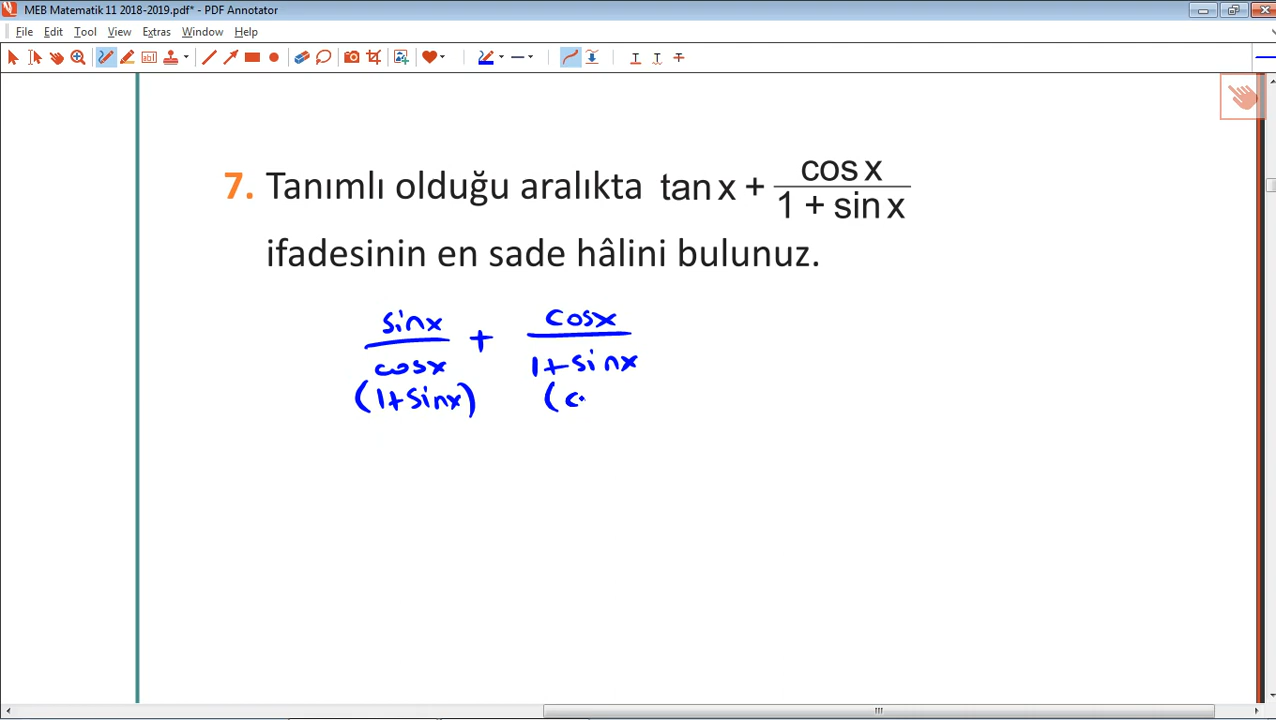 MEB Matematik 11 2018-2019.pdf* - PDF Annotator
File Edit Tool View Extras Window Help
7. Tanımlı olduğu aralıkta tan x + cos x / 1 + sin x
ifadesinin en sade hâlini bulunuz.
sinx / cosx + cosx / 1+sinx
(1+sinx) (c